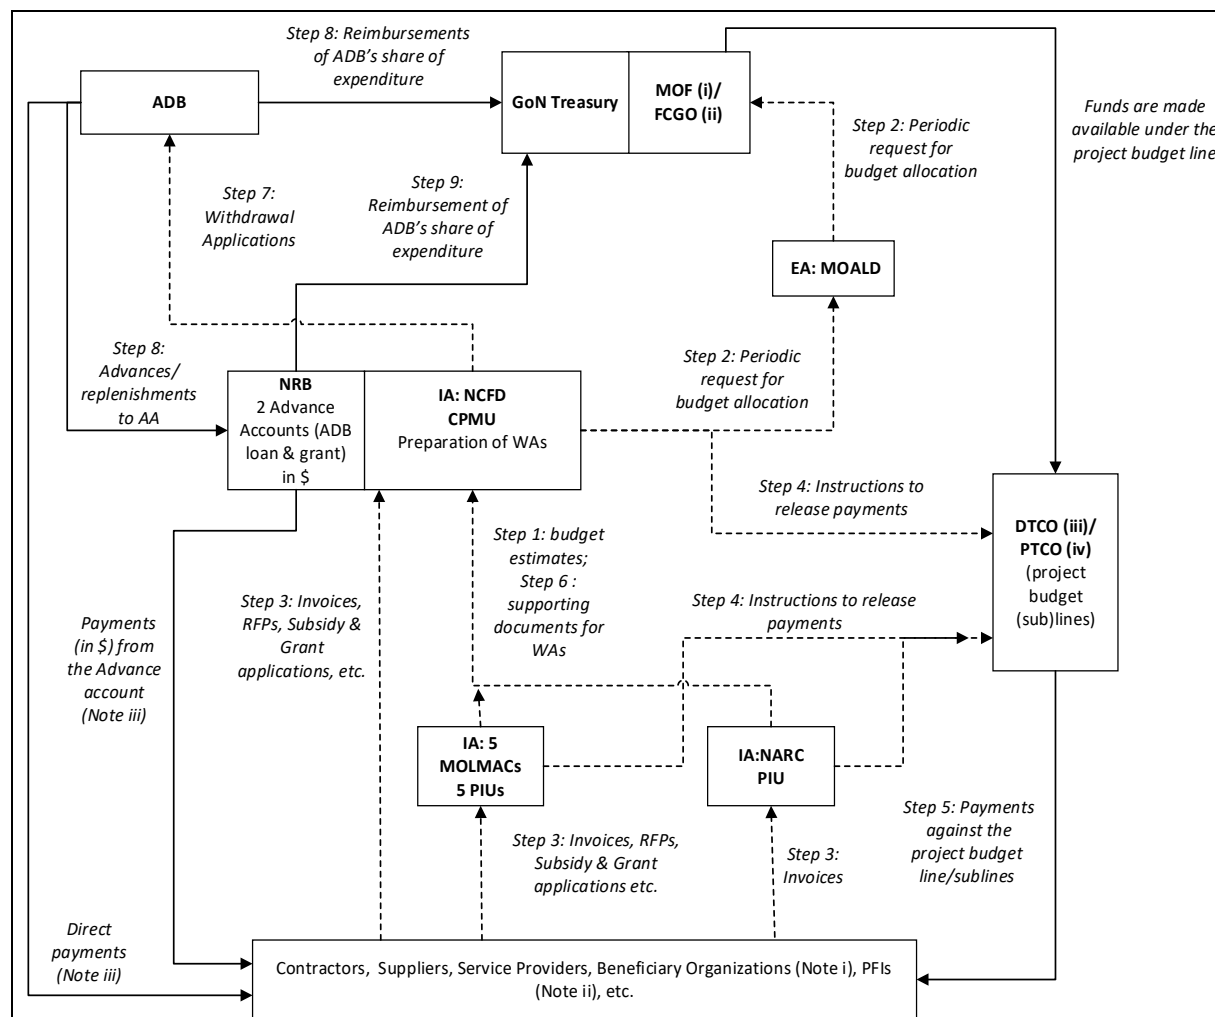 Step 8: Reimbursements
of ADB's share of
expenditure
ADB
GoN Treasury
MOF (i)/
FCGO (ii)
Step 2: Periodic
request for
budget allocation
Funds are made
available under the
project budget line
Step 7:
Withdrawal
Applications
Step 9:
Reimbursement of
ADB's share of
expenditure
EA: MOALD
Step 8:
Advances/
replenishments
to AA
NRB
2 Advance
Accounts (ADB
loan & grant)
in $
IA: NCFD
CPMU
Preparation of WAs
Step 2: Periodic
request for
budget allocation
Step 4: Instructions to
release payments
DTCO (iii)/
PTCO (iv)
(project
budget
(sub)lines)
Step 1: budget
estimates;
Step 6 :
supporting
documents for
WAs
Step 3: Invoices,
RFPs, Subsidy &
Grant
applications, etc.
Payments
(in $) from
the Advance
account
(Note iii)
Step 4: Instructions to release
payments
IA: 5
MOLMACs
5 PIUs
IA:NARC
PIU
Step 3: Invoices, RFPs,
Subsidy & Grant
applications etc.
Step 3:
Invoices
Step 5: Payments
against the
project budget
line/sublines
Direct
payments
(Note iii)
Contractors, Suppliers, Service Providers, Beneficiary Organizations (Note i), PFIs
(Note ii), etc.